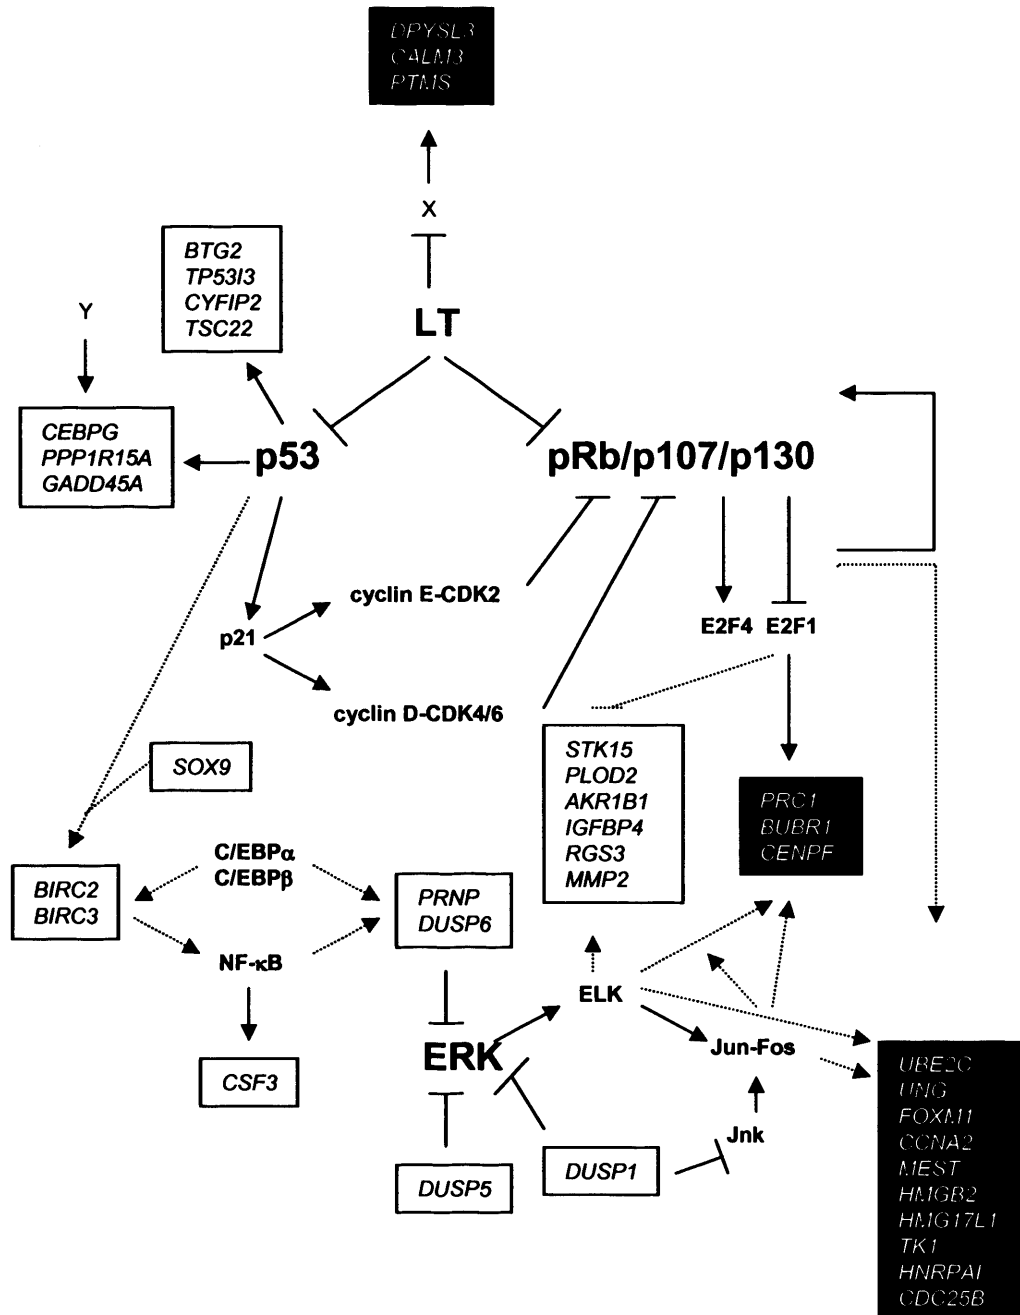 DPYSL3
CALM3
PTMS
X
BTG2
TP53I3
CYFIP2
TSC22
Y
LT
CEBPG
PPP1R15A
GADD45A
p53
pRb/p107/p130
cyclin E-CDK2
p21
E2F4 E2F1
cyclin D-CDK4/6
SOX9
STK15
PLOD2
AKR1B1
IGFBP4
RGS3
MMP2
PRC1
BUBR1
CENPF
C/EBPα
C/EBPβ
BIRC2
BIRC3
PRNP
DUSP6
NF-κB
ELK
ERK
Jun-Fos
CSF3
Jnk
DUSP5
DUSP1
UBE2C
UNG
FOXM1
CCNA2
MEST
HMGB2
HMG17L1
TK1
HNRPAI
CDC25B